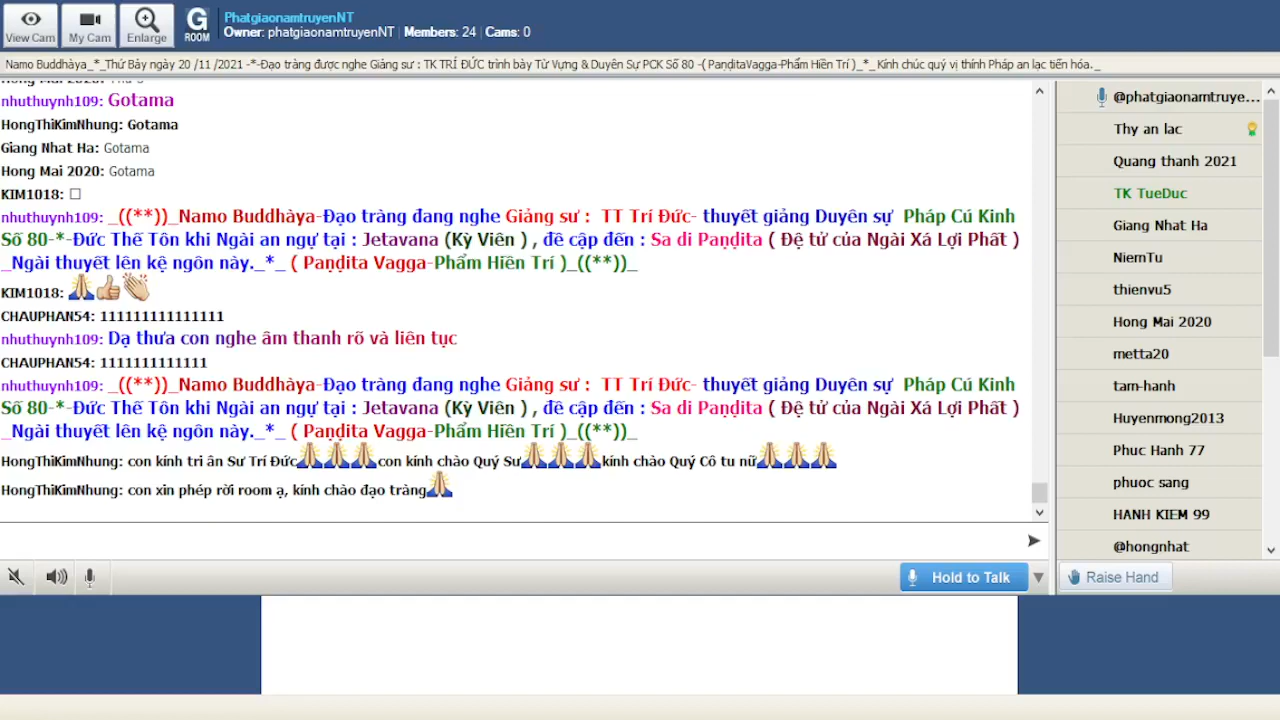 View Cam
My Cam
Enlarge
G
ROOM
PhatgiaonamtruyenNT
Owner: phatgiaonamtruyenNT | Members: 24 | Cams: 0
Namo Buddhàya_*_Thứ Bảy ngày 20 /11 /2021 -*-Đạo tràng được nghe Giảng sư : TK TRÍ ĐỨC trình bày Từ Vựng & Duyên Sự PCK Số 80 -( PaṇḍitaVagga-Phẩm Hiền Trí )_*_ Kính chúc quý vị thính Pháp an lạc tiến hóa._
nhuthuynh109: Gotama
HongThiKimNhung: Gotama
Giang Nhat Ha: Gotama
Hong Mai 2020: Gotama
KIM1018: □
nhuthuynh109: _((**))_Namo Buddhàya-Đạo tràng đang nghe Giảng sư : TT Trí Đức- thuyết giảng Duyên sự Pháp Cú Kinh
Số 80-*-Đức Thế Tôn khi Ngài an ngự tại : Jetavana (Kỳ Viên ) , đề cập đến : Sa di Paṇḍita ( Đệ tử của Ngài Xá Lợi Phất )
_Ngài thuyết lên kệ ngôn này._*_ ( Paṇḍita Vagga-Phẩm Hiền Trí )_((**))_
KIM1018: 🙏👍👏
CHAUPHAN54: 111111111111111
nhuthuynh109: Dạ thưa con nghe âm thanh rõ và liên tục
CHAUPHAN54: 1111111111111
nhuthuynh109: _((**))_Namo Buddhàya-Đạo tràng đang nghe Giảng sư : TT Trí Đức- thuyết giảng Duyên sự Pháp Cú Kinh
Số 80-*-Đức Thế Tôn khi Ngài an ngự tại : Jetavana (Kỳ Viên ) , đề cập đến : Sa di Paṇḍita ( Đệ tử của Ngài Xá Lợi Phất )
_Ngài thuyết lên kệ ngôn này._*_ ( Paṇḍita Vagga-Phẩm Hiền Trí )_((**))_
HongThiKimNhung: con kính tri ân Sư Trí Đức🙏🙏🙏con kính chào Quý Sư🙏🙏🙏kính chào Quý Cô tu nữ🙏🙏🙏
HongThiKimNhung: con xin phép rời room ạ, kính chào đạo tràng🙏
Hold to Talk
@phatgiaonamtruye...
Thy an lac
Quang thanh 2021
TK TueDuc
Giang Nhat Ha
NiemTu
thienvu5
Hong Mai 2020
metta20
tam-hanh
Huyenmong2013
Phuc Hanh 77
phuoc sang
HANH KIEM 99
@hongnhat
Raise Hand